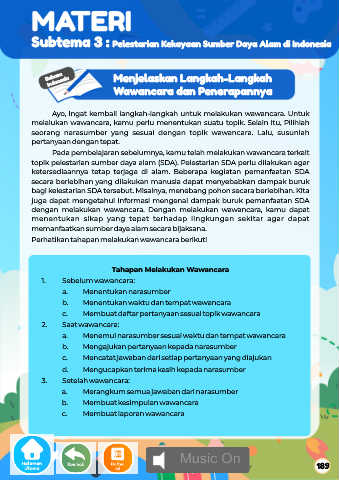 MATERI
Subtema 3 : Pelestarian Kekayaan Sumber Daya Alam di Indonesia
Bahasa
Indonesia
Menjelaskan Langkah-Langkah
Wawancara dan Penerapannya
Ayo, ingat kembali langkah-langkah untuk melakukan wawancara. Untuk
melalukan wawancara, kamu perlu menentukan suatu topik. Selain itu, Pilihlah
seorang narasumber yang sesuai dengan topik wawancara. Lalu, susunlah
pertanyaan dengan tepat.
Pada pembelajaran sebelumnya, kamu telah melakukan wawancara terkait
topik pelestarian sumber daya alam (SDA). Pelestarian SDA perlu dilakukan agar
ketersediaannya tetap terjaga di alam. Beberapa kegiatan pemanfaatan SDA
secara berlebihan yang dilakukan manusia dapat menyebabkan dampak buruk
bagi kelestarian SDA tersebut. Misalnya, menebang pohon secara berlebihan. Kita
juga dapat mengetahui informasi mengenai dampak buruk pemanfaatan SDA
dengan melakukan wawancara. Dengan melakukan wawancara, kamu dapat
menentukan sikap yang tepat terhadap lingkungan sekitar agar dapat
memanfaatkan sumber daya alam secara bijaksana.
Perhatikan tahapan melakukan wawancara berikut!
Tahapan Melakukan Wawancara
1. Sebelum wawancara:
a. Menentukan narasumber
b. Menentukan waktu dan tempat wawancara
c. Membuat daftar pertanyaan sesuai topik wawancara
2. Saat wawancara:
a. Menemui narasumber sesuai waktu dan tempat wawancara
b. Mengajukan pertanyaan kepada narasumber
c. Mencatat jawaban dari setiap pertanyaan yang diajukan
d. Mengucapkan terima kasih kepada narasumber
3. Setelah wawancara:
a. Merangkum semua jawaban dari narasumber
b. Membuat kesimpulan wawancara
c. Membuat laporan wawancara
Halaman
Utama
Music On
189